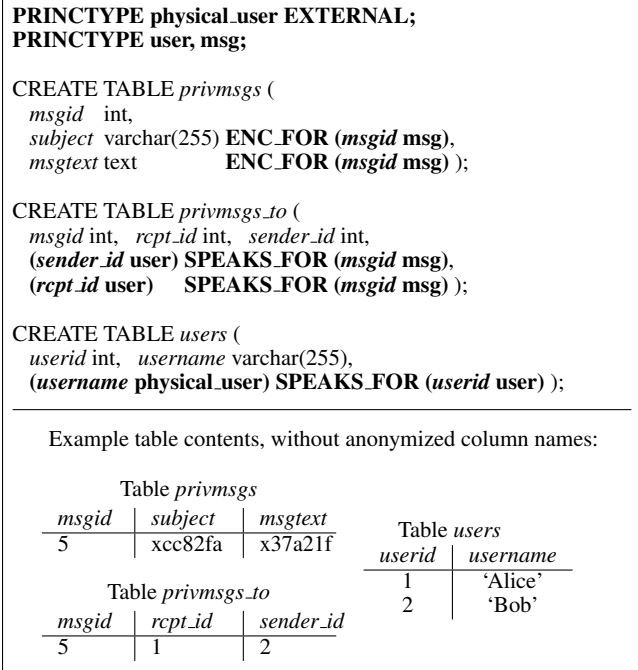 PRINCTYPE physical_user EXTERNAL;
PRINCTYPE user, msg;
CREATE TABLE privmsgs (
msgid int,
subject varchar(255) ENC_FOR (msgid msg),
msgtext text ENC_FOR (msgid msg) );
CREATE TABLE privmsgs_to (
msgid int, rcpt_id int, sender_id int,
(sender_id user) SPEAKS_FOR (msgid msg),
(rcpt_id user) SPEAKS_FOR (msgid msg) );
CREATE TABLE users (
userid int, username varchar(255),
(username physical_user) SPEAKS_FOR (userid user) );
Example table contents, without anonymized column names:
Table privmsgs
msgid subject msgtext
5 xcc82fa x37a21f
Table privmsgs_to
msgid rcpt_id sender_id
5 1 2
Table users
userid username
1 ‘Alice’
2 ‘Bob’